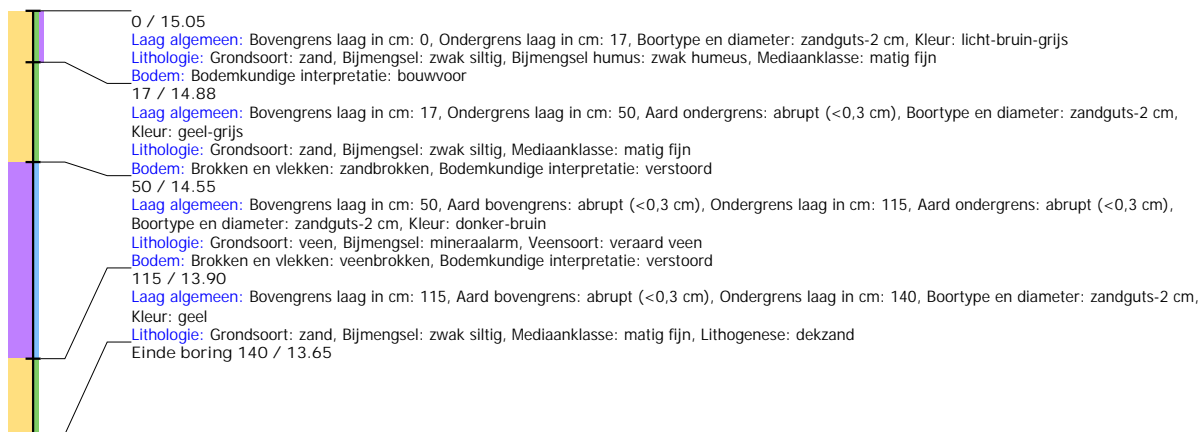 0 / 15.05
Laag algemeen: Bovengrens laag in cm: 0, Ondergrens laag in cm: 17, Boortype en diameter: zandguts-2 cm, Kleur: licht-bruin-grijs
Lithologie: Grondsoort: zand, Bijmengsel: zwak siltig, Bijmengsel humus: zwak humeus, Mediaanklasse: matig fijn
Bodem: Bodemkundige interpretatie: bouwvoor
17 / 14.88
Laag algemeen: Bovengrens laag in cm: 17, Ondergrens laag in cm: 50, Aard ondergrens: abrupt (<0,3 cm), Boortype en diameter: zandguts-2 cm,
Kleur: geel-grijs
Lithologie: Grondsoort: zand, Bijmengsel: zwak siltig, Mediaanklasse: matig fijn
Bodem: Brokken en vlekken: zandbrokken, Bodemkundige interpretatie: verstoord
50 / 14.55
Laag algemeen: Bovengrens laag in cm: 50, Aard bovengrens: abrupt (<0,3 cm), Ondergrens laag in cm: 115, Aard ondergrens: abrupt (<0,3 cm),
Boortype en diameter: zandguts-2 cm, Kleur: donker-bruin
Lithologie: Grondsoort: veen, Bijmengsel: mineraalarm, Veensoort: veraard veen
Bodem: Brokken en vlekken: veenbrokken, Bodemkundige interpretatie: verstoord
115 / 13.90
Laag algemeen: Bovengrens laag in cm: 115, Aard bovengrens: abrupt (<0,3 cm), Ondergrens laag in cm: 140, Boortype en diameter: zandguts-2 cm,
Kleur: geel
Lithologie: Grondsoort: zand, Bijmengsel: zwak siltig, Mediaanklasse: matig fijn, Lithogenese: dekzand
Einde boring 140 / 13.65